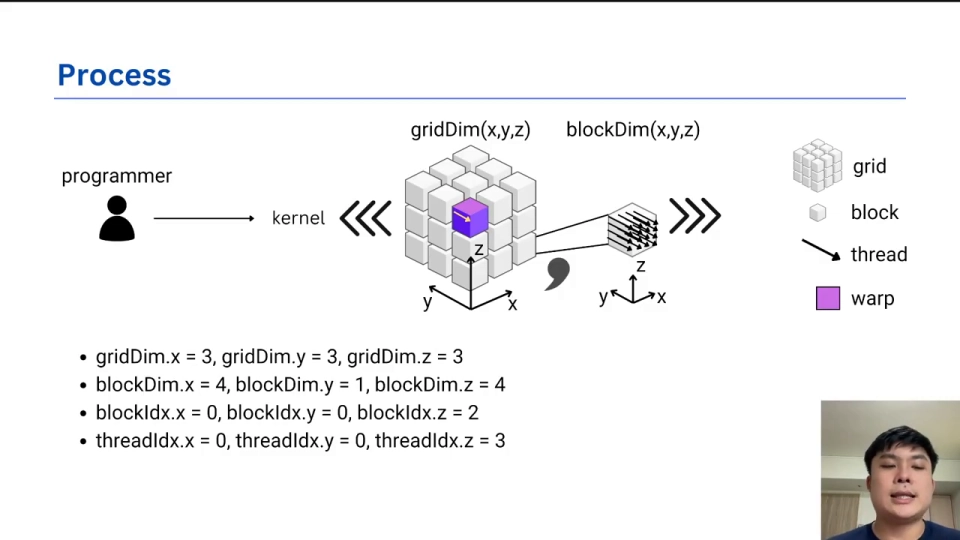 Process
gridDim(x,y,z)
blockDim(x,y,z)
programmer
kernel
grid
block
thread
warp
z
y
x
,
z
y
x
• gridDim.x = 3, gridDim.y = 3, gridDim.z = 3
• blockDim.x = 4, blockDim.y = 1, blockDim.z = 4
• blockIdx.x = 0, blockIdx.y = 0, blockIdx.z = 2
• threadIdx.x = 0, threadIdx.y = 0, threadIdx.z = 3